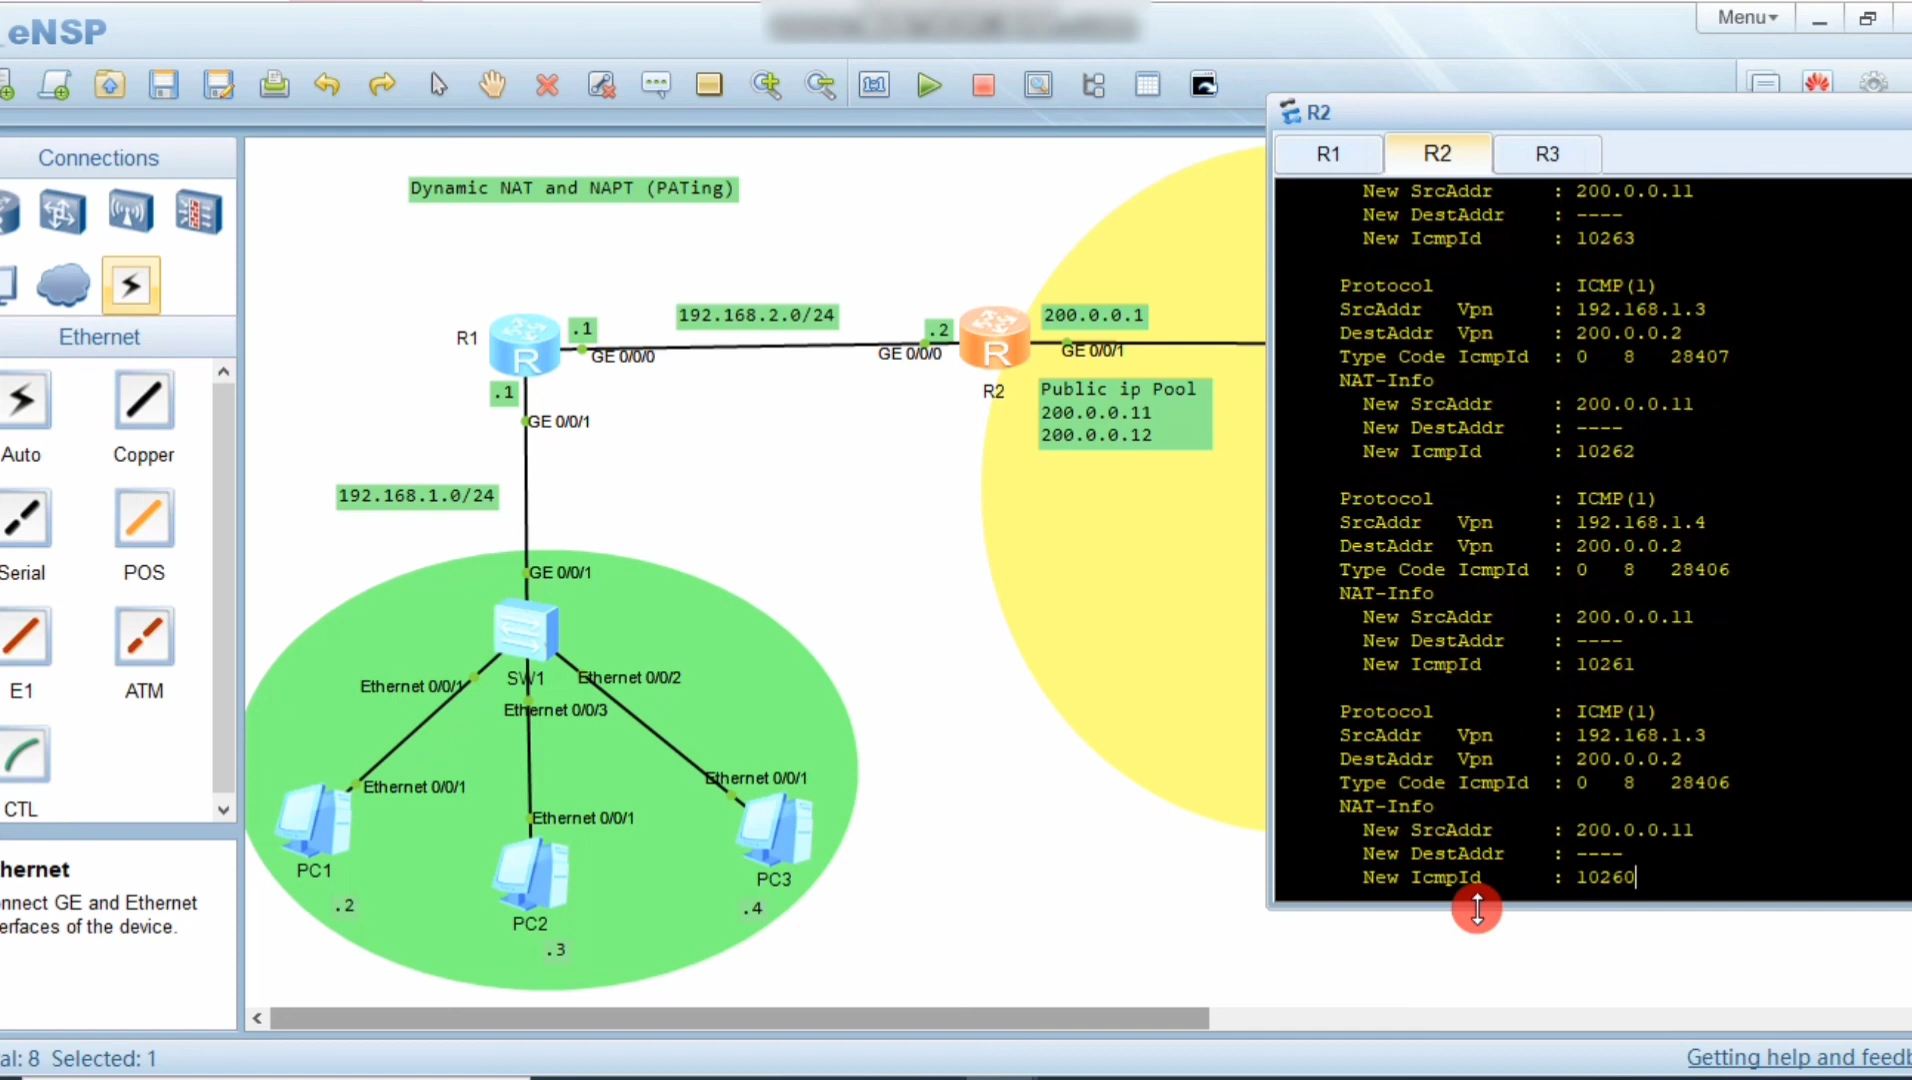 eNSP
Menu
Connections
Ethernet
Auto
Copper
Serial
POS
E1
ATM
CTL
hernet
nnect GE and Ethernet
erfaces of the device.
Dynamic NAT and NAPT (PATing)
R1
.1
GE 0/0/0
192.168.2.0/24
.2
GE 0/0/0
R2
200.0.0.1
GE 0/0/1
Public ip Pool
200.0.0.11
200.0.0.12
.1
GE 0/0/1
192.168.1.0/24
GE 0/0/1
SW1
Ethernet 0/0/1
Ethernet 0/0/2
Ethernet 0/0/3
Ethernet 0/0/1
Ethernet 0/0/1
Ethernet 0/0/1
PC1
.2
PC2
.3
PC3
.4
R2
R1
R2
R3
New SrcAddr : 200.0.0.11
New DestAddr : ----
New IcmpId : 10263
Protocol : ICMP(1)
SrcAddr Vpn : 192.168.1.3
DestAddr Vpn : 200.0.0.2
Type Code IcmpId : 0 8 28407
NAT-Info
New SrcAddr : 200.0.0.11
New DestAddr : ----
New IcmpId : 10262
Protocol : ICMP(1)
SrcAddr Vpn : 192.168.1.4
DestAddr Vpn : 200.0.0.2
Type Code IcmpId : 0 8 28406
NAT-Info
New SrcAddr : 200.0.0.11
New DestAddr : ----
New IcmpId : 10261
Protocol : ICMP(1)
SrcAddr Vpn : 192.168.1.3
DestAddr Vpn : 200.0.0.2
Type Code IcmpId : 0 8 28406
NAT-Info
New SrcAddr : 200.0.0.11
New DestAddr : ----
New IcmpId : 10260
al: 8 Selected: 1
Getting help and feedb